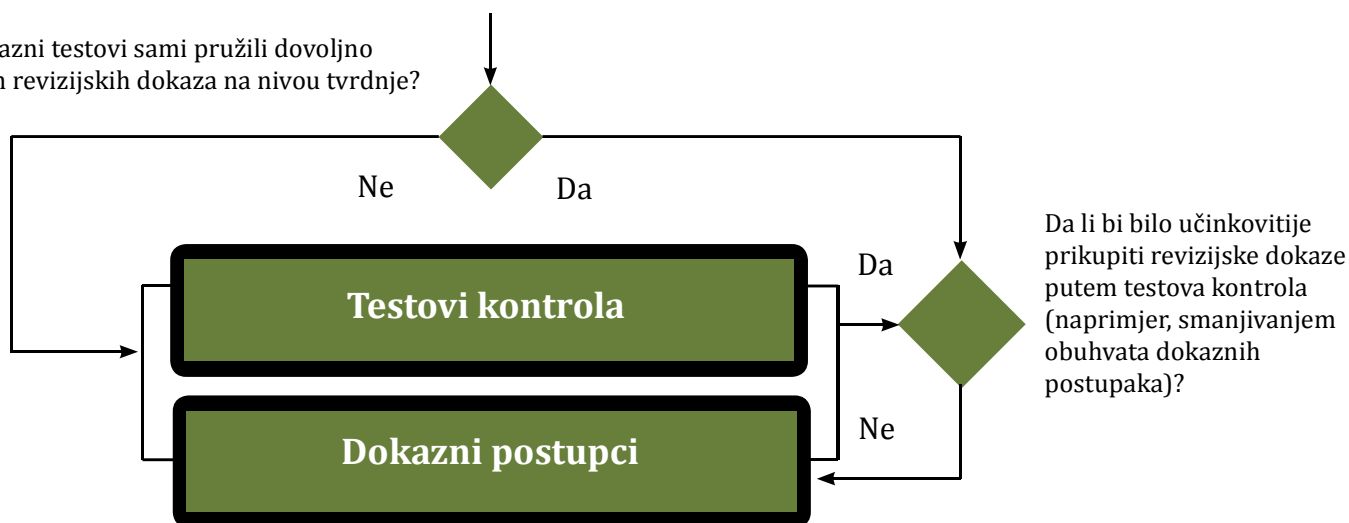 azni testovi sami pružili dovoljno
revizijskih dokaza na nivou tvrdnje?
Ne
Da
Testovi kontrola
Da
Da li bi bilo učinkovitije
prikupiti revizijske dokaze
putem testova kontrola
(naprimjer, smanjivanjem
obuhvata dokaznih
postupaka)?
Ne
Dokazni postupci